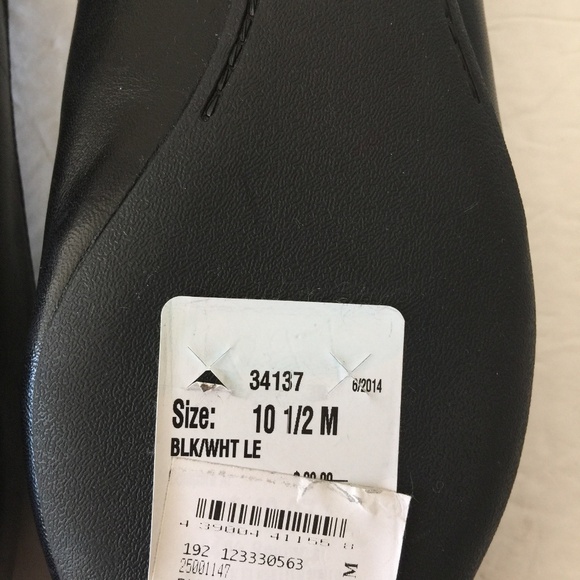 34137 6/2014
Size: 10 1/2 M
BLK/WHT LE
192 123330563
25001147
M